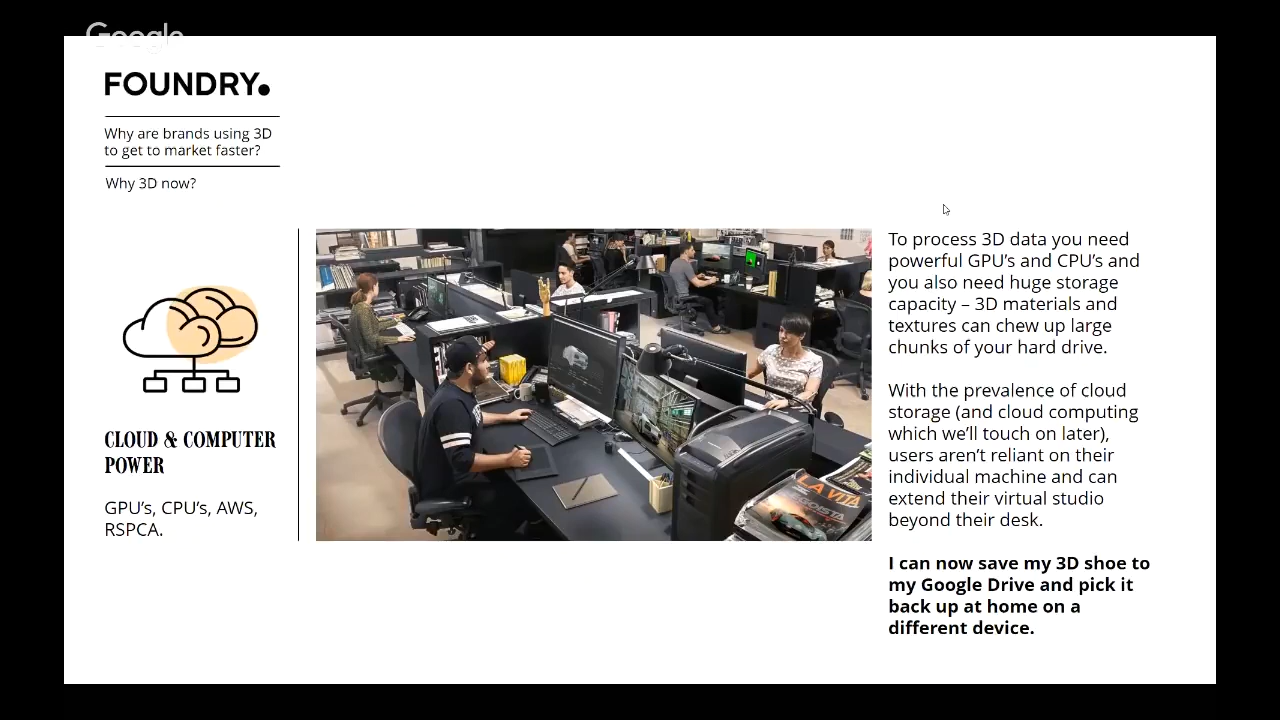 Google
FOUNDRY.
Why are brands using 3D
to get to market faster?
Why 3D now?
CLOUD & COMPUTER
POWER
GPU's, CPU's, AWS,
RSPCA.
LA VITA
To process 3D data you need
powerful GPU's and CPU's and
you also need huge storage
capacity – 3D materials and
textures can chew up large
chunks of your hard drive.
With the prevalence of cloud
storage (and cloud computing
which we'll touch on later),
users aren't reliant on their
individual machine and can
extend their virtual studio
beyond their desk.
I can now save my 3D shoe to
my Google Drive and pick it
back up at home on a
different device.